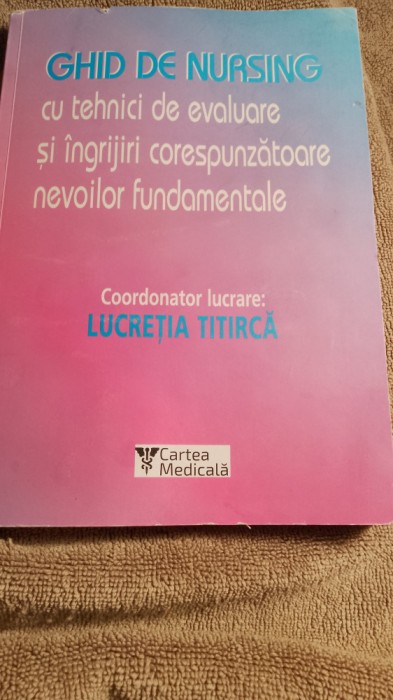 GHID DE NURSING
cu tehnici de evaluare
și îngrijiri corespunzătoare
nevoilor fundamentale
Coordonator lucrare:
LUCREȚIA TITIRCĂ
Cartea
Medicală